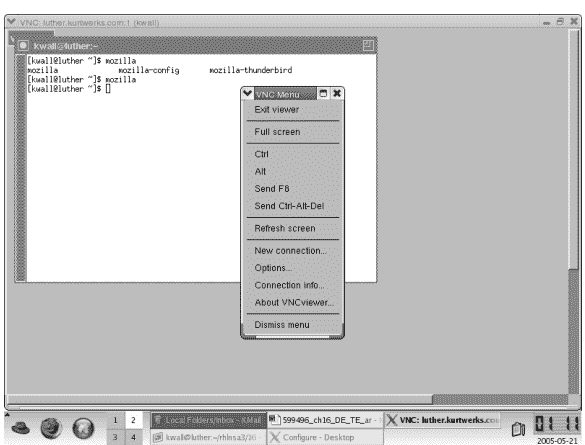 VNC: luther.kurtwerks.com:1 (kwall)
kwall@luther:~
[kwall@luther ~]$ mozilla
mozilla mozilla-config mozilla-thunderbird
[kwall@luther ~]$ mozilla
[kwall@luther ~]$
VNC Menu
Exit viewer
Full screen
Ctrl
Alt
Send F8
Send Ctrl-Alt-Del
Refresh screen
New connection...
Options...
Connection info...
About VNCviewer...
Dismiss menu
1 2
3 4
Local Folders/inbox - KMail
599496_ch16_DE_TE_ar -
VNC: luther.kurtwerks.com
kwall@luther:~/rhlnsa3/36 -
Configure - Desktop
2005-05-21